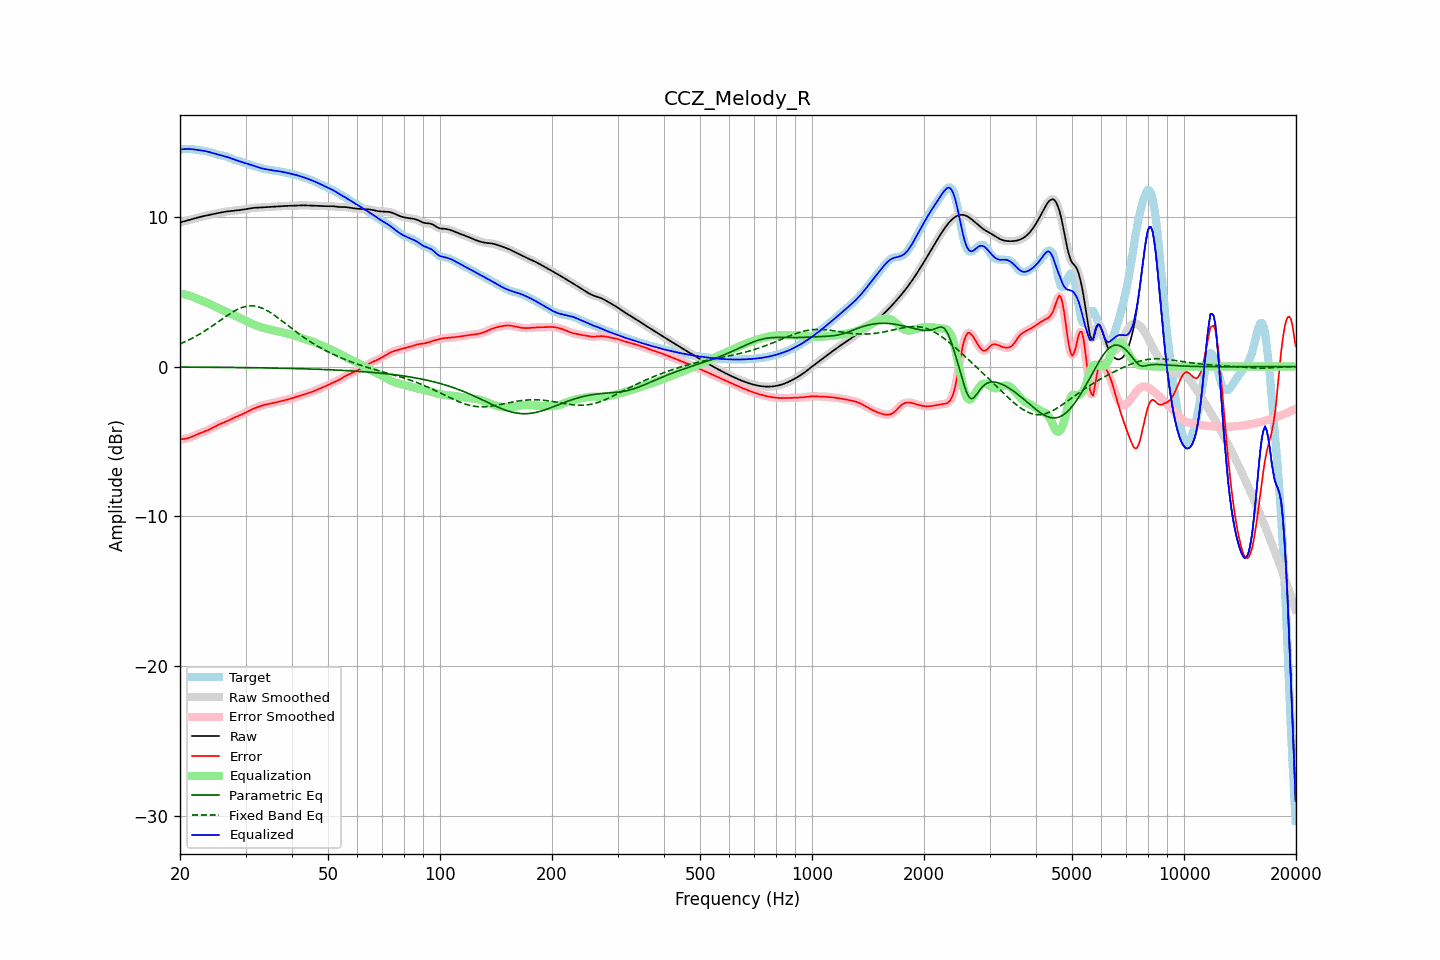 CCZ_Melody_R
Amplitude (dBr)
10
0
−10
−20
−30
Target
Raw Smoothed
Error Smoothed
Raw
Error
Equalization
Parametric Eq
Fixed Band Eq
Equalized
20 50 100 200 500 1000 2000 5000 10000 20000
Frequency (Hz)